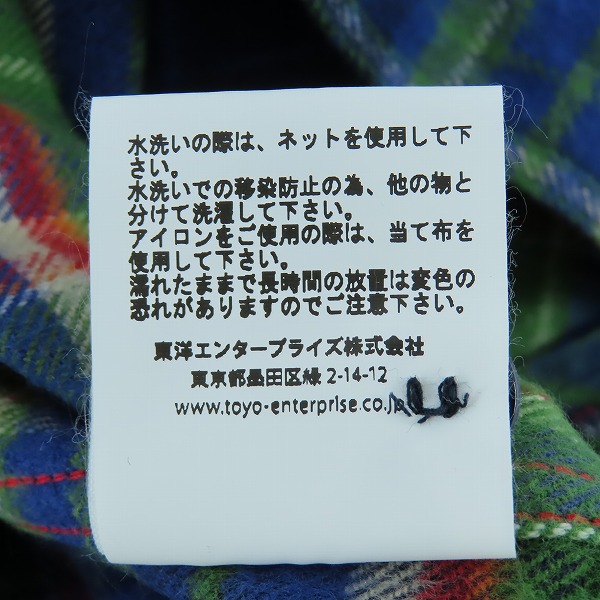 水洗いの際は、ネットを使用して下
さい。
水洗いでの移染防止の為、他の物と
分けて洗濯して下さい。
アイロンをご使用の際は、当て布を
使用して下さい。
濡れたままで長時間の放置は変色の
恐れがありますのでご注意下さい。
東洋エンタープライズ株式会社
東京都墨田区緑 2-14-12
www.toyo-enterprise.co.jp